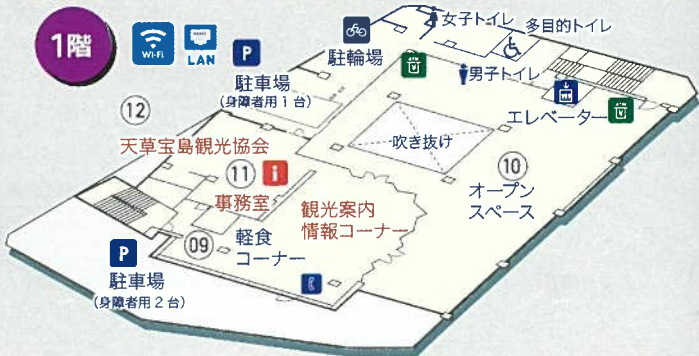 1階
Wi-Fi
LAN
P
駐車場
(身障者用1台)
駐輪場
女子トイレ
多目的トイレ
男子トイレ
エレベーター
吹き抜け
12
天草宝島観光協会
11
i
事務室
観光案内
情報コーナー
10
オープン
スペース
09
軽食
コーナー
P
駐車場
(身障者用2台)